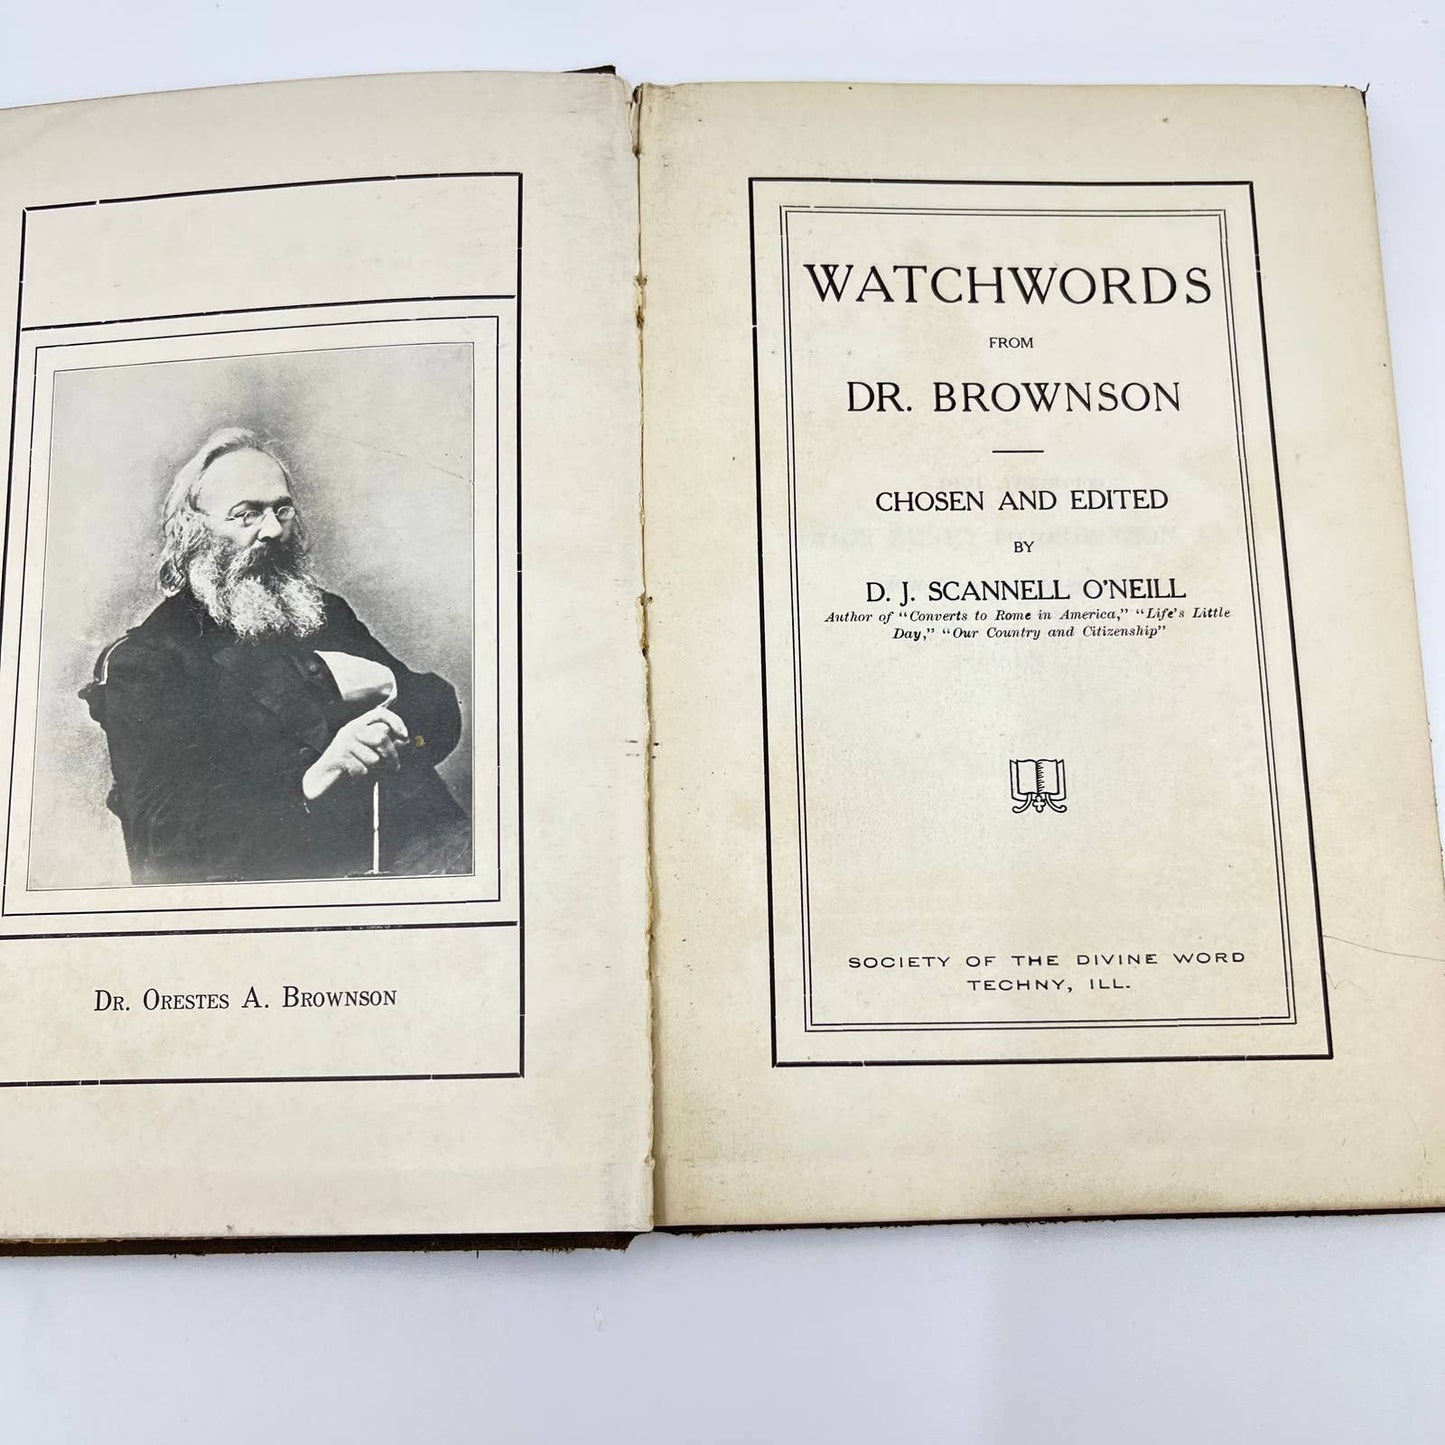 DR. ORESTES A. BROWNSON
WATCHWORDS
FROM
DR. BROWNSON
CHOSEN AND EDITED
BY
D. J. SCANNELL O'NEILL
Author of "Converts to Rome in America," "Life's Little
Day," "Our Country and Citizenship"
SOCIETY OF THE DIVINE WORD
TECHNY, ILL.